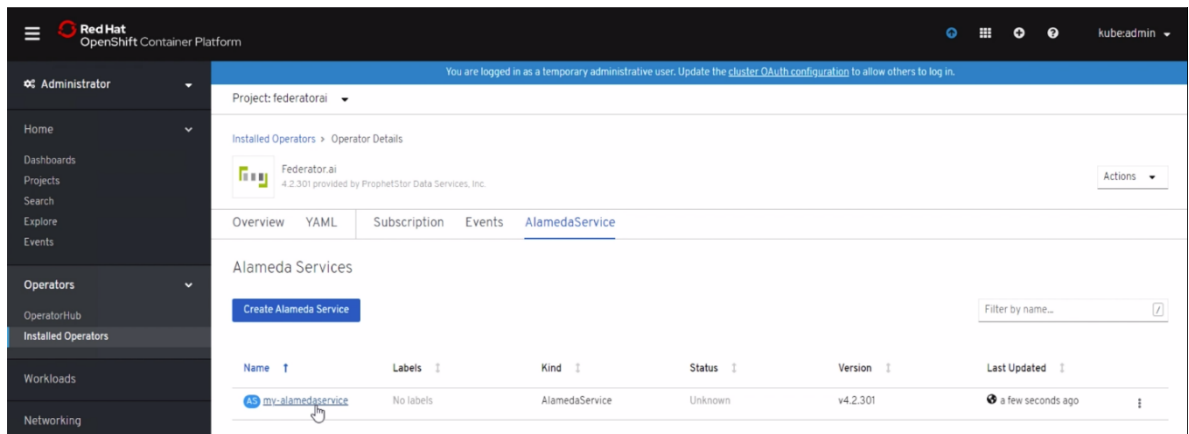 Red Hat
OpenShift Container Platform
kube:admin
Administrator
You are logged in as a temporary administrative user. Update the cluster OAuth configuration to allow others to log in.
Project: federatorai
Home
Dashboards
Projects
Search
Explore
Events
Installed Operators > Operator Details
Federator.ai
4.2.301 provided by ProphetStor Data Services, Inc.
Actions
Overview YAML Subscription Events AlamedaService
Operators
OperatorHub
Installed Operators
Workloads
Networking
Alameda Services
Create Alameda Service
Filter by name...
/
Name Labels Kind Status Version Last Updated
AS my-alamedaservice No labels AlamedaService Unknown v4.2.301 a few seconds ago